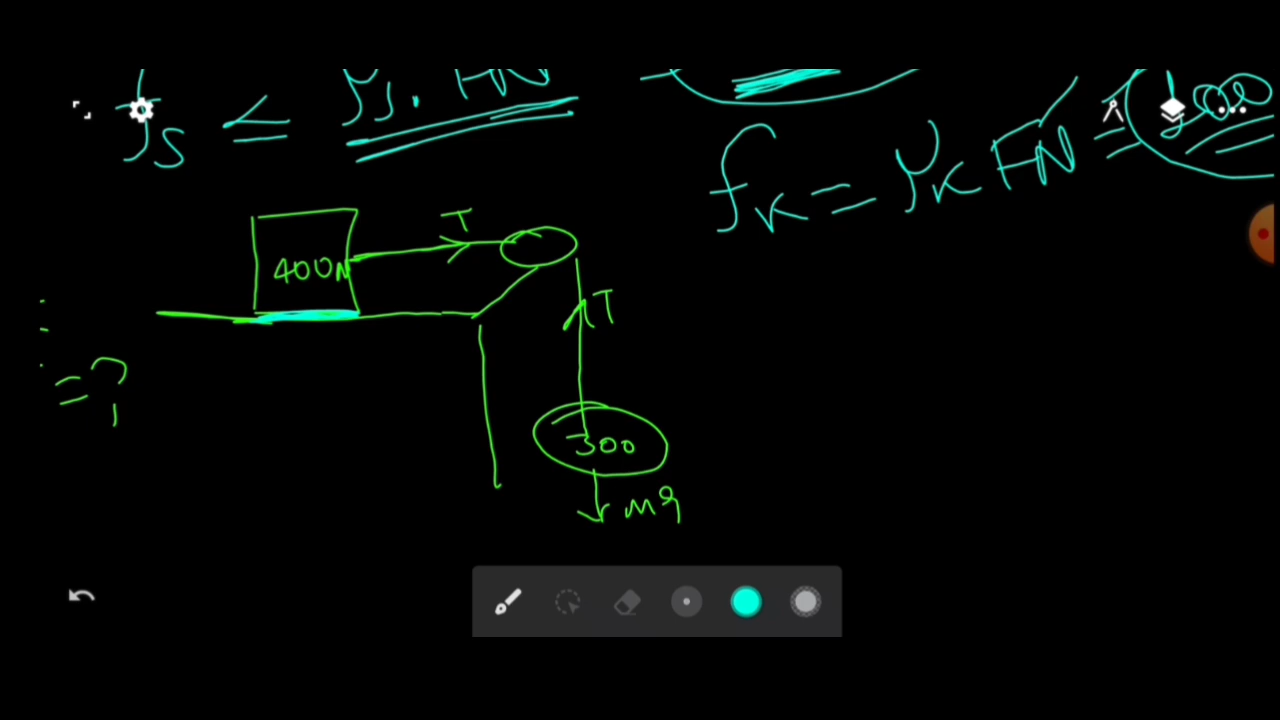 fs ≤ μs. FN
fK = μK FN =
T
400N
T
= ?
300
mg